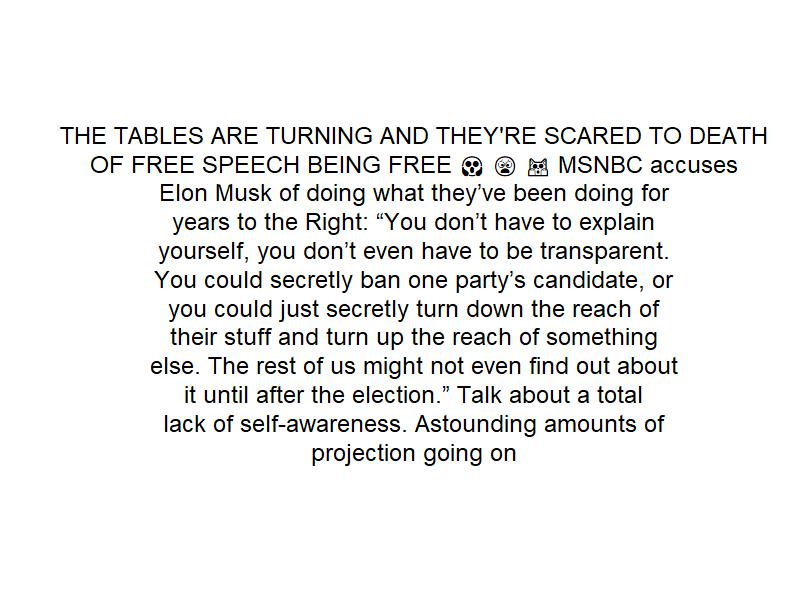 THE TABLES ARE TURNING AND THEY'RE SCARED TO DEATH
OF FREE SPEECH BEING FREE 😱 😨 🙀 MSNBC accuses
Elon Musk of doing what they’ve been doing for
years to the Right: “You don’t have to explain
yourself, you don’t even have to be transparent.
You could secretly ban one party’s candidate, or
you could just secretly turn down the reach of
their stuff and turn up the reach of something
else. The rest of us might not even find out about
it until after the election.” Talk about a total
lack of self-awareness. Astounding amounts of
projection going on